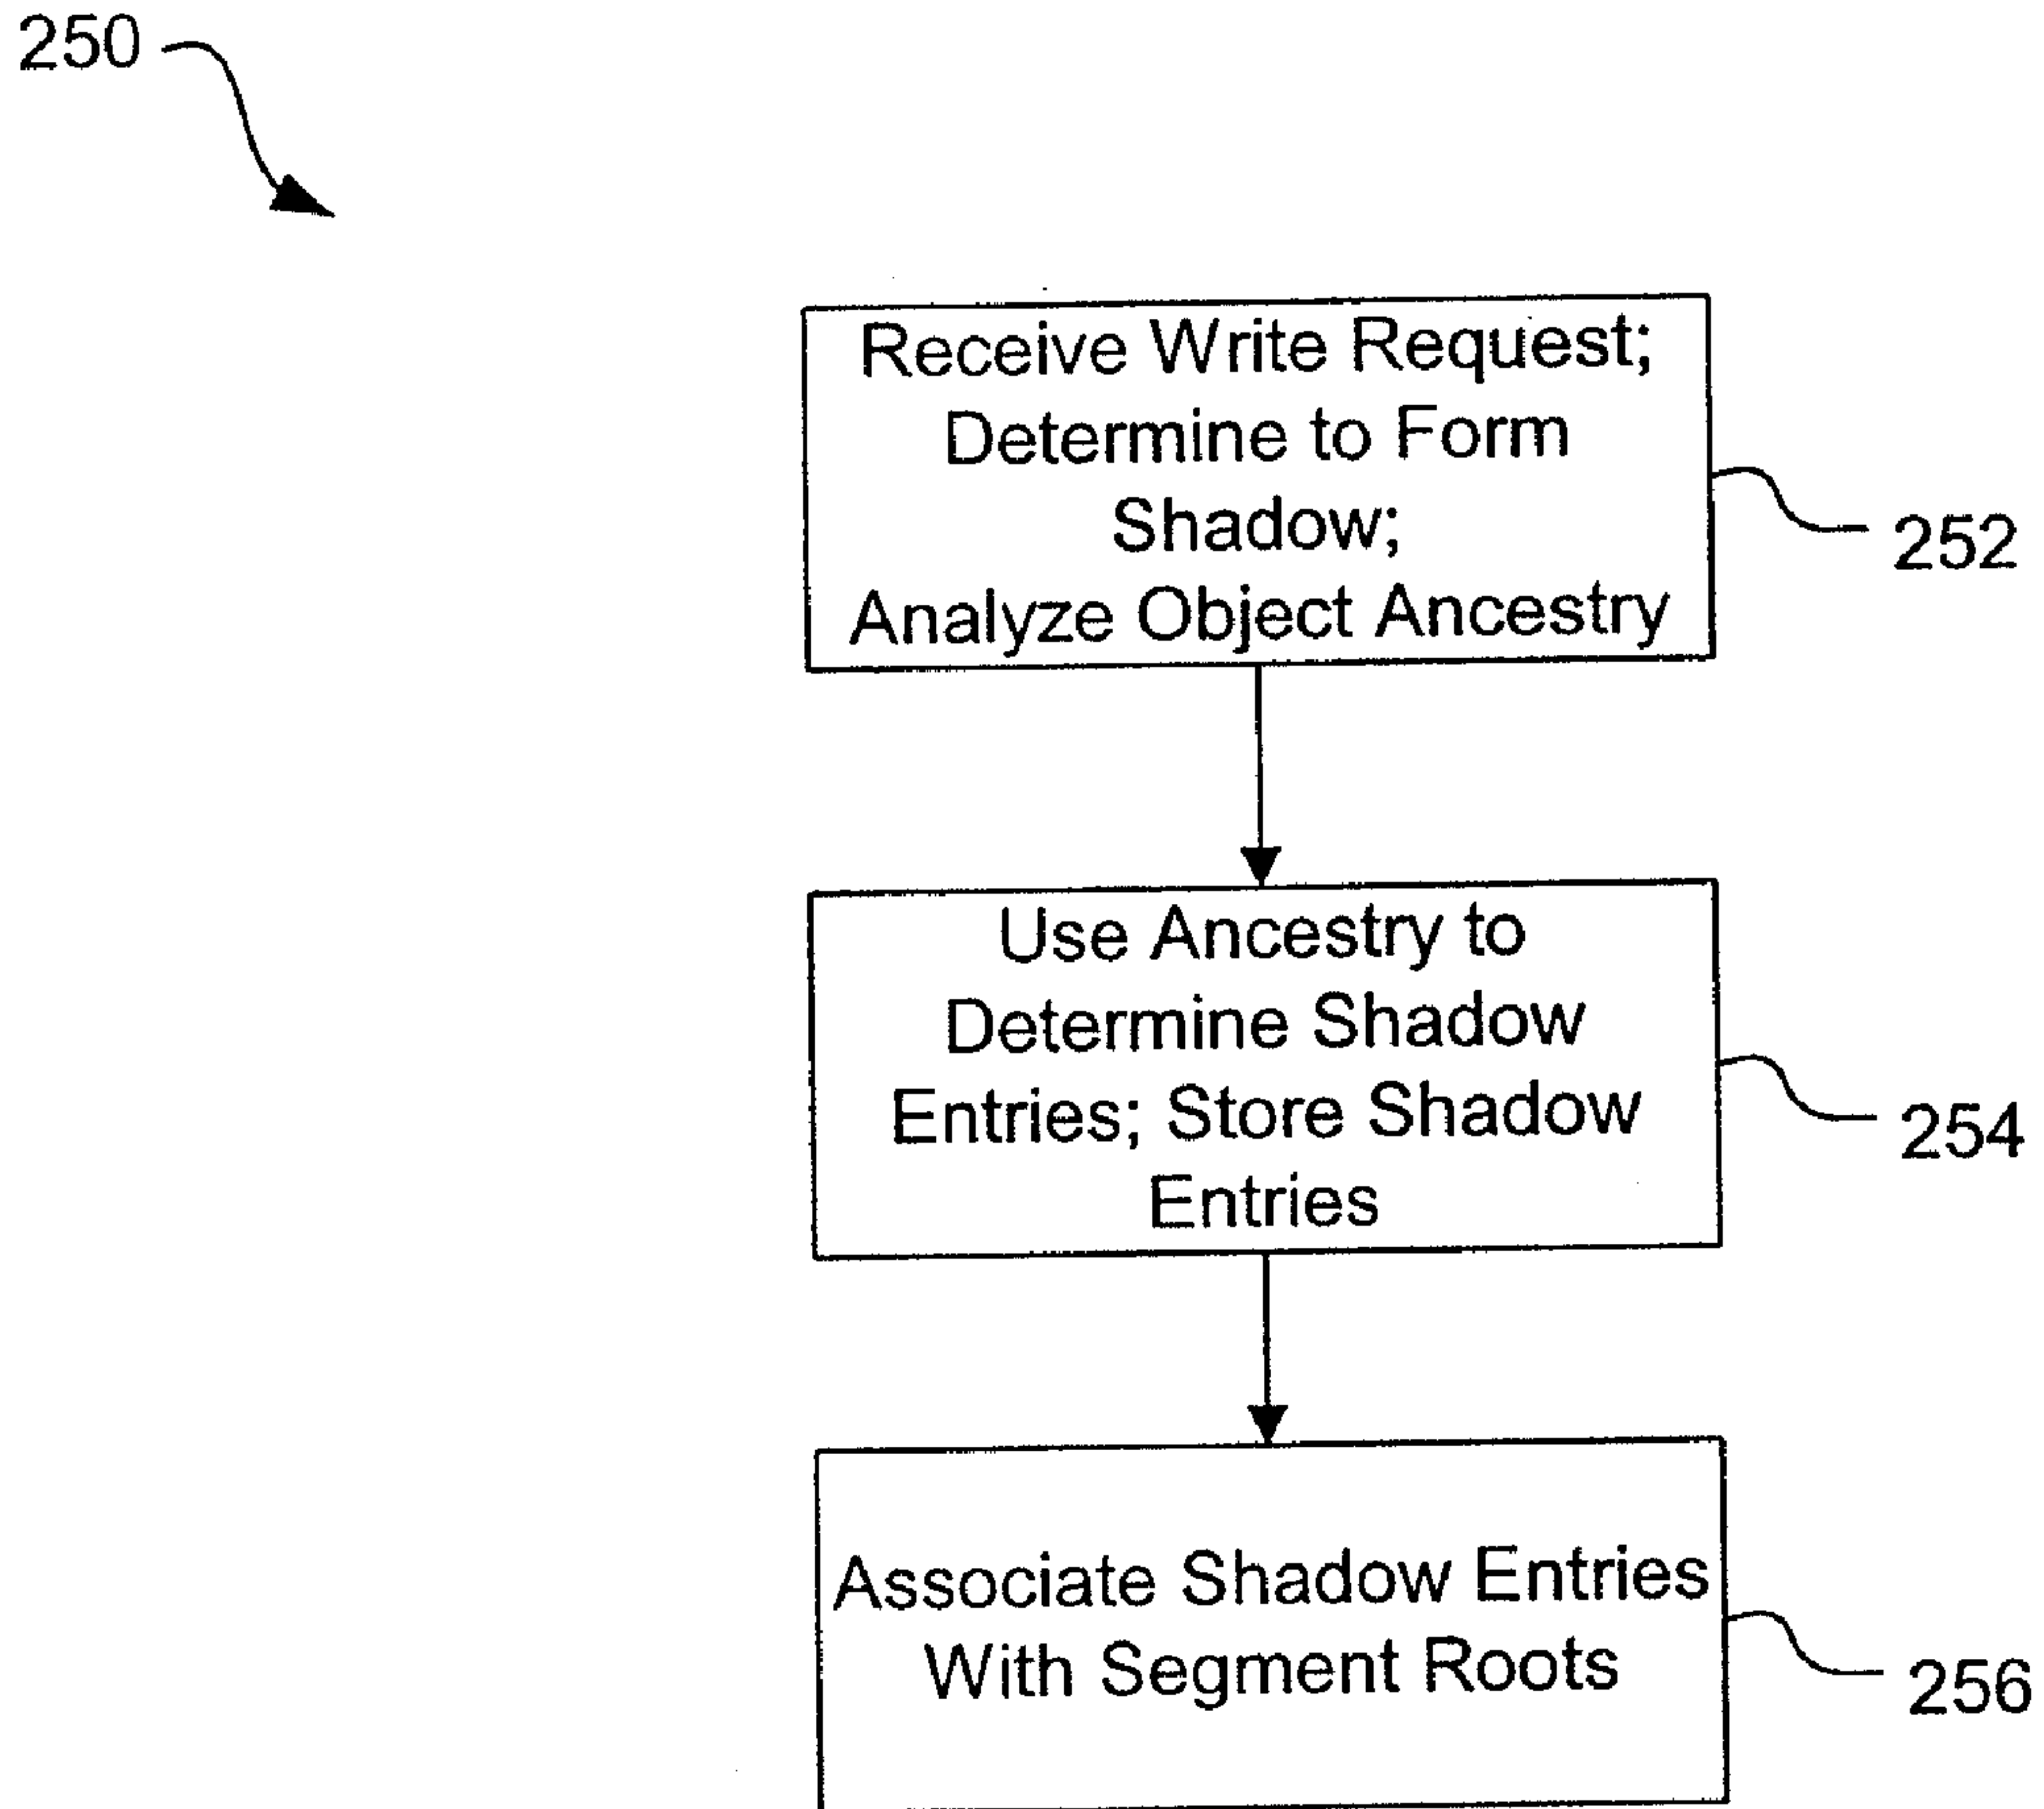 250
Receive Write Request;
Determine to Form
Shadow;
Analyze Object Ancestry
252
Use Ancestry to
Determine Shadow
Entries; Store Shadow
Entries
254
Associate Shadow Entries
With Segment Roots
256